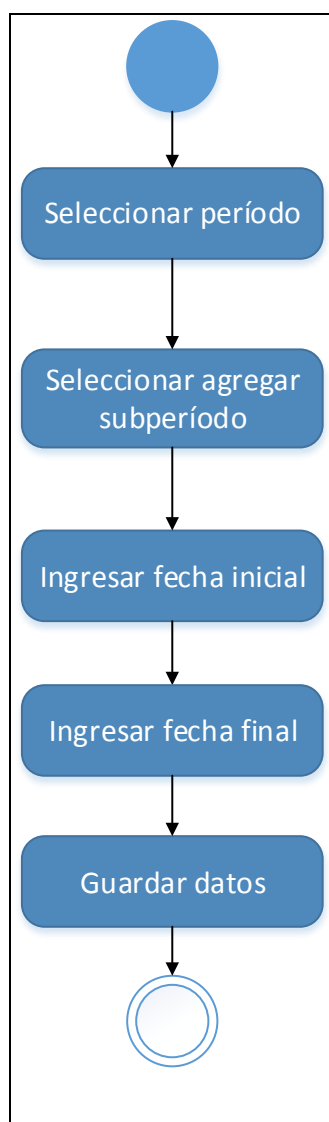 Seleccionar período
Seleccionar agregar
subperíodo
Ingresar fecha inicial
Ingresar fecha final
Guardar datos